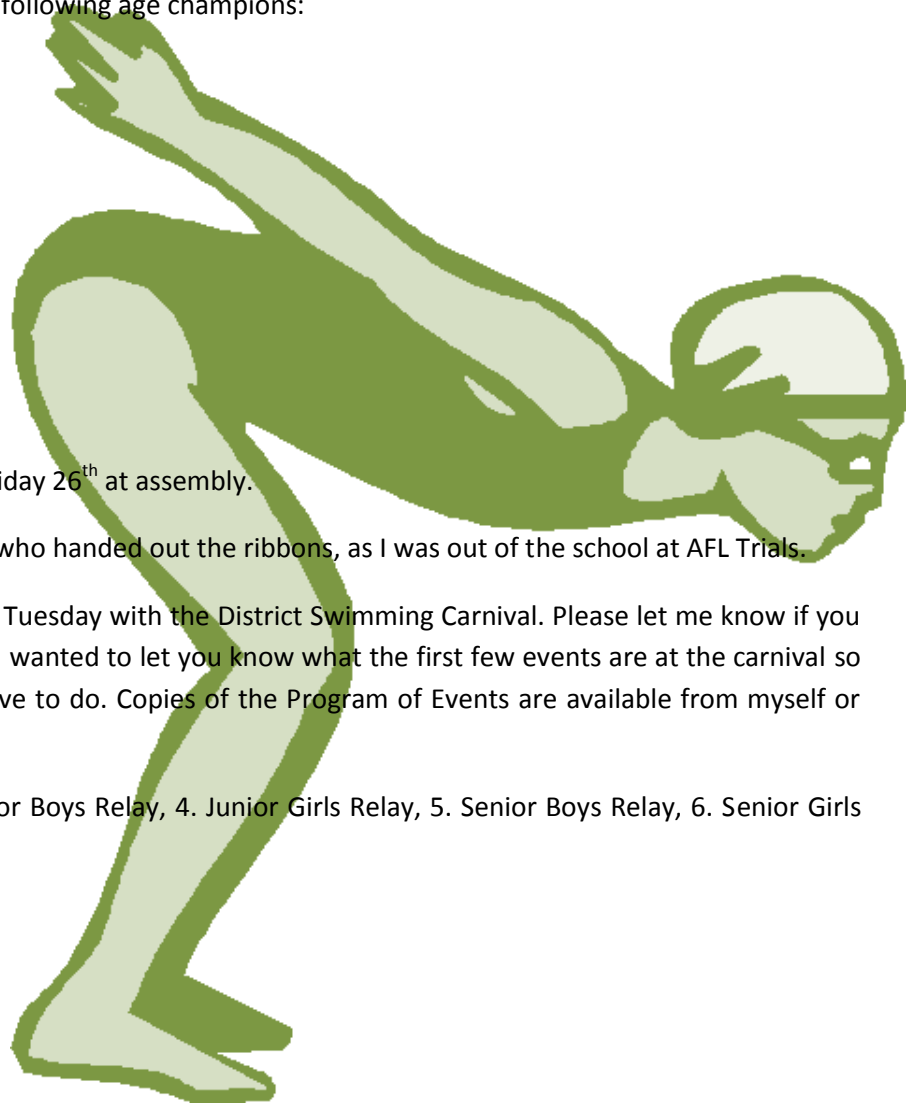 following age champions:
iday 26th at assembly.
who handed out the ribbons, as I was out of the school at AFL Trials.
Tuesday with the District Swimming Carnival. Please let me know if you
wanted to let you know what the first few events are at the carnival so
ve to do. Copies of the Program of Events are available from myself or
or Boys Relay, 4. Junior Girls Relay, 5. Senior Boys Relay, 6. Senior Girls